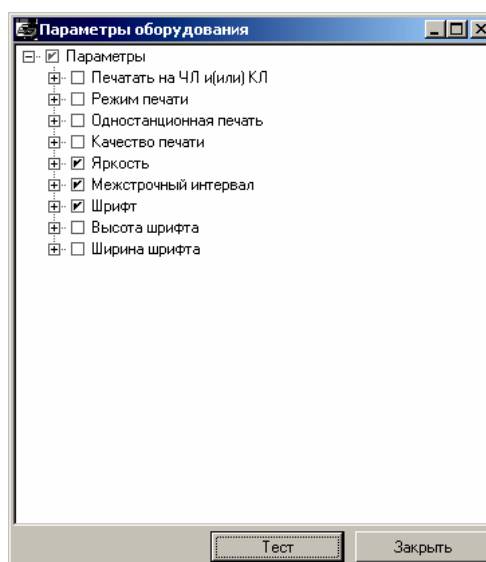 Параметры оборудования
Параметры
Печатать на ЧЛ и(или) КЛ
Режим печати
Одностанционная печать
Качество печати
Яркость
Межстрочный интервал
Шрифт
Высота шрифта
Ширина шрифта
Тест Закрыть